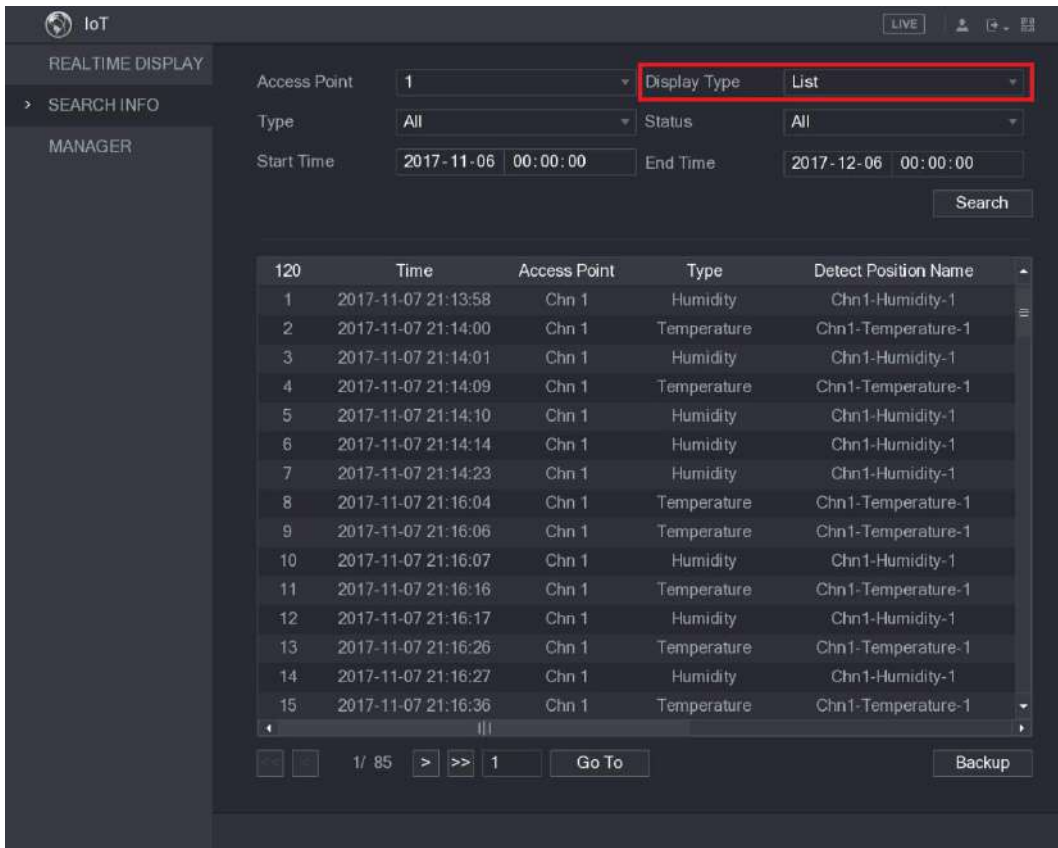 IoT LIVE
REALTIME DISPLAY
SEARCH INFO
MANAGER
Access Point 1 Display Type List
Type All Status All
Start Time 2017-11-06 00:00:00 End Time 2017-12-06 00:00:00
Search
120 Time Access Point Type Detect Position Name
1 2017-11-07 21:13:58 Chn 1 Humidity Chn1-Humidity-1
2 2017-11-07 21:14:00 Chn 1 Temperature Chn1-Temperature-1
3 2017-11-07 21:14:01 Chn 1 Humidity Chn1-Humidity-1
4 2017-11-07 21:14:09 Chn 1 Temperature Chn1-Temperature-1
5 2017-11-07 21:14:10 Chn 1 Humidity Chn1-Humidity-1
6 2017-11-07 21:14:14 Chn 1 Humidity Chn1-Humidity-1
7 2017-11-07 21:14:23 Chn 1 Humidity Chn1-Humidity-1
8 2017-11-07 21:16:04 Chn 1 Temperature Chn1-Temperature-1
9 2017-11-07 21:16:06 Chn 1 Temperature Chn1-Temperature-1
10 2017-11-07 21:16:07 Chn 1 Humidity Chn1-Humidity-1
11 2017-11-07 21:16:16 Chn 1 Temperature Chn1-Temperature-1
12 2017-11-07 21:16:17 Chn 1 Humidity Chn1-Humidity-1
13 2017-11-07 21:16:26 Chn 1 Temperature Chn1-Temperature-1
14 2017-11-07 21:16:27 Chn 1 Humidity Chn1-Humidity-1
15 2017-11-07 21:16:36 Chn 1 Temperature Chn1-Temperature-1
<< < 1/ 85 > >> 1 Go To Backup